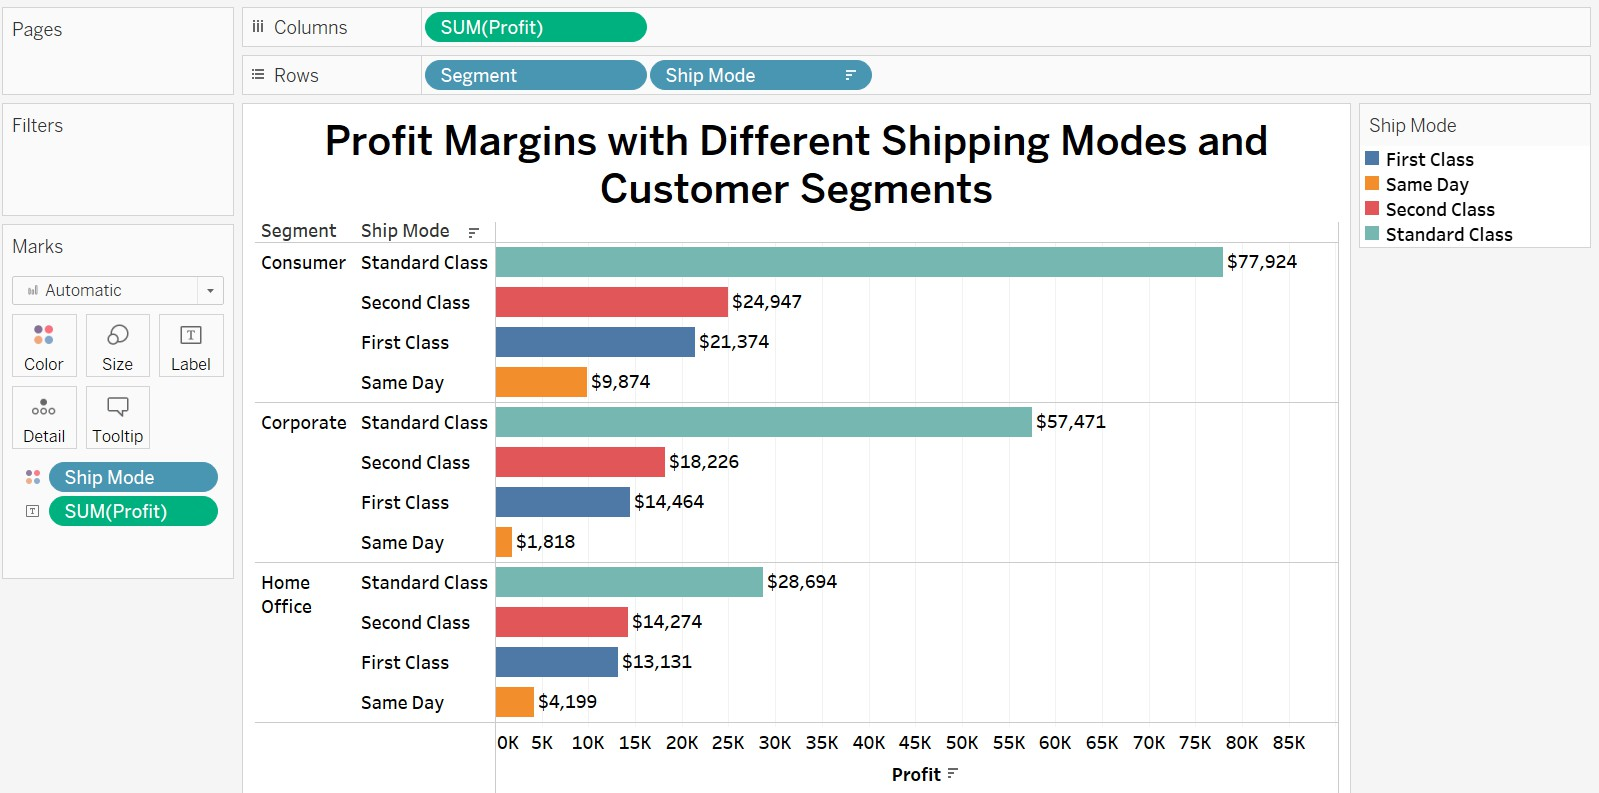 Pages
Columns
SUM(Profit)
Rows
Segment
Ship Mode
Filters
Marks
Automatic
Color
Size
T
Label
Detail
Tooltip
Ship Mode
T
SUM(Profit)
Profit Margins with Different Shipping Modes and
Customer Segments
Segment Ship Mode
Consumer Standard Class $77,924
Second Class $24,947
First Class $21,374
Same Day $9,874
Corporate Standard Class $57,471
Second Class $18,226
First Class $14,464
Same Day $1,818
Home
Office
Standard Class $28,694
Second Class $14,274
First Class $13,131
Same Day $4,199
0K 5K 10K 15K 20K 25K 30K 35K 40K 45K 50K 55K 60K 65K 70K 75K 80K 85K
Profit
Ship Mode
First Class
Same Day
Second Class
Standard Class